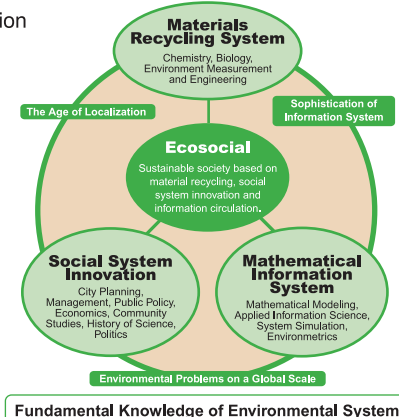 ion
Materials
Recycling System
Chemistry, Biology,
Environment Measurement
and Engineering
The Age of Localization
Sophistication of
Information System
Ecosocial
Sustainable society based on
material recycling, social
system innovation and
information circulation.
Social System
Innovation
City Planning,
Management, Public Policy,
Economics, Community
Studies, History of Science,
Politics
Mathematical
Information
System
Mathematical Modeling,
Applied Information Science,
System Simulation,
Environmetrics
Environmental Problems on a Global Scale
Fundamental Knowledge of Environmental System